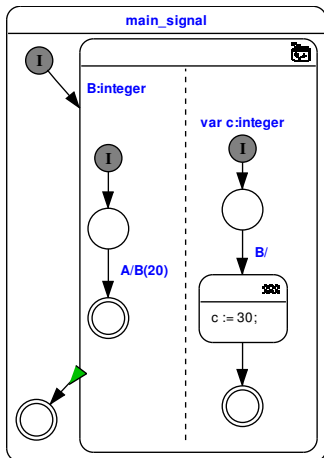 main_signal
I
B:integer
var c:integer
I
I
A/B(20)
B/
c := 30;